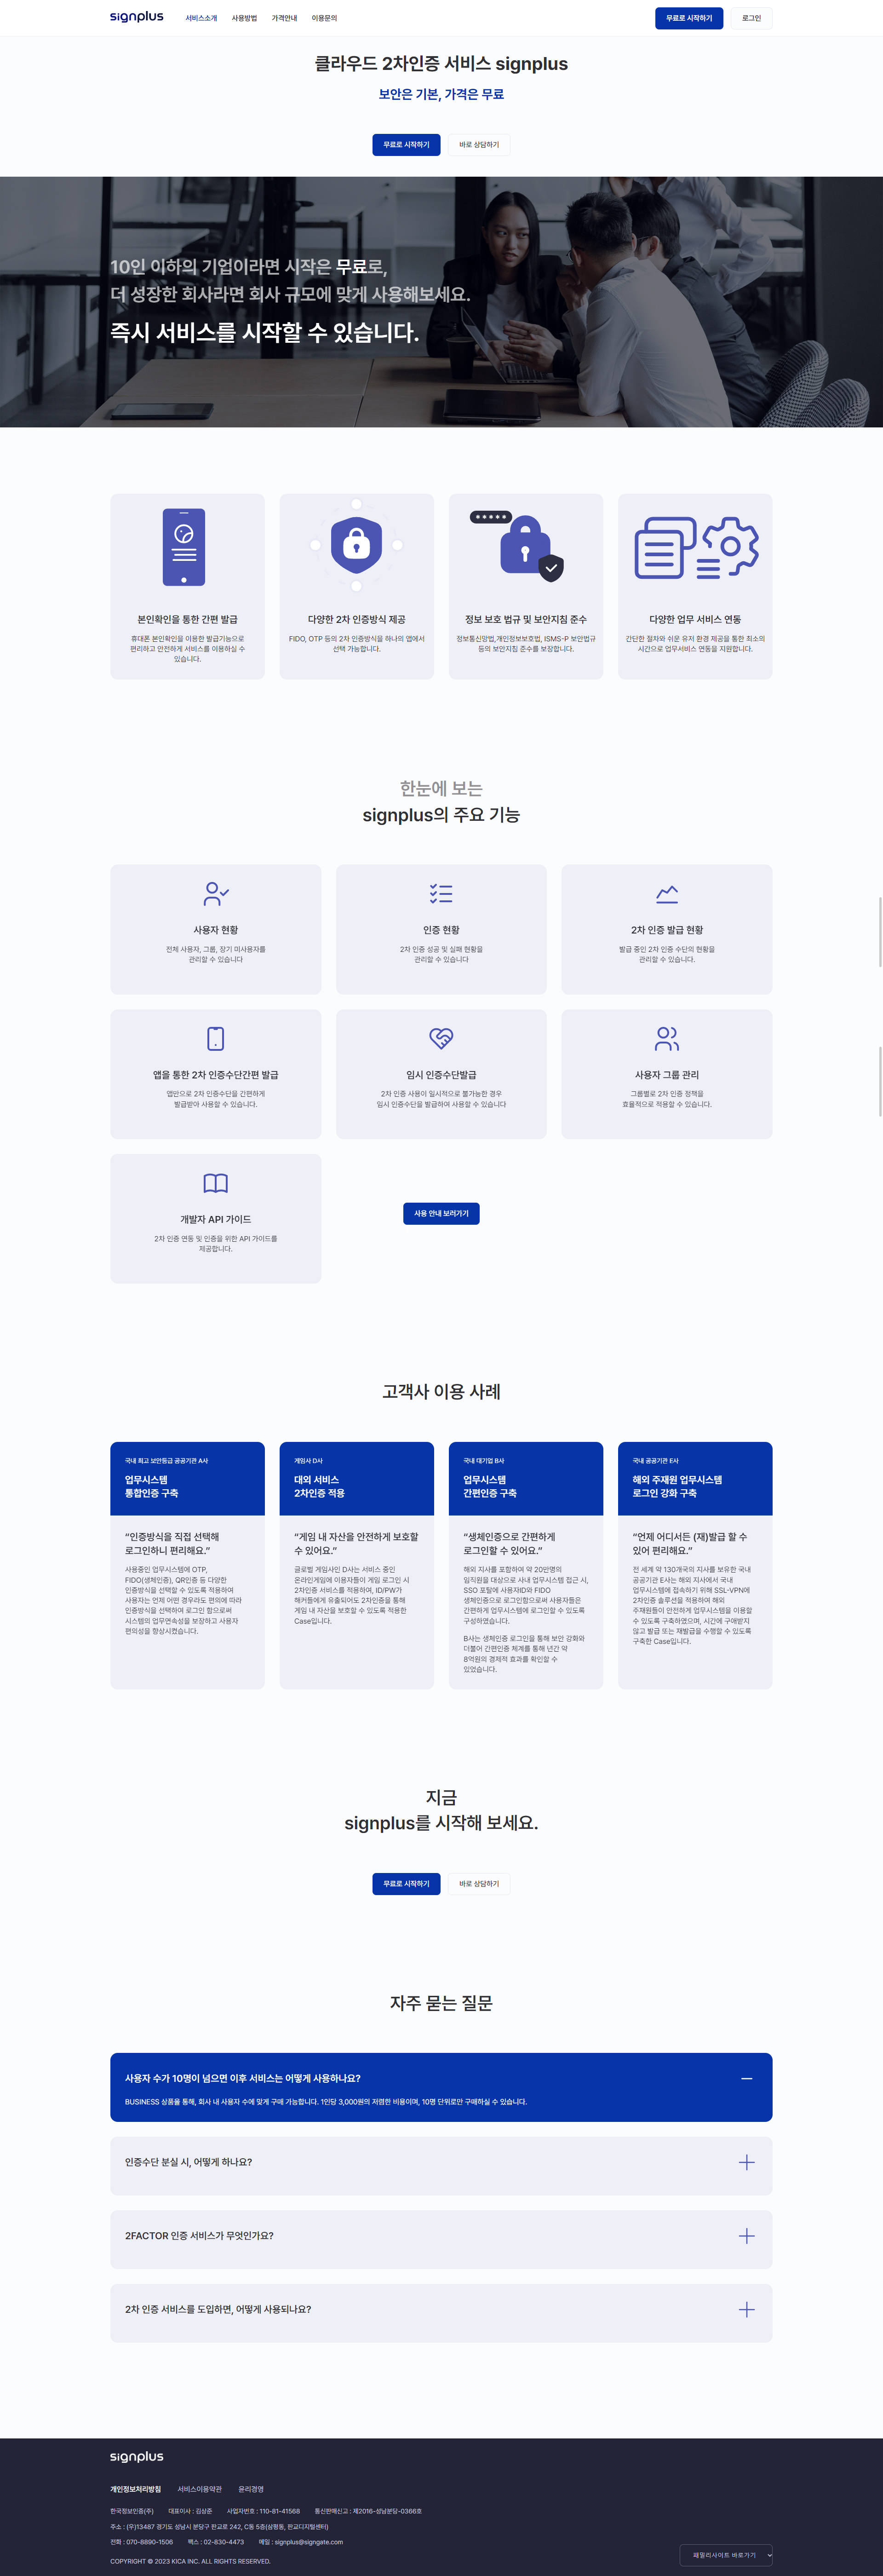 signplus
서비스소개
사용방법
가격안내
이용문의
무료로 시작하기
로그인
클라우드 2차인증 서비스 signplus
보안은 기본, 가격은 무료
무료로 시작하기
바로 상담하기
10인 이하의 기업이라면 시작은 무료로,
더 성장한 회사라면 회사 규모에 맞게 사용해보세요.
즉시 서비스를 시작할 수 있습니다.
본인확인을 통한 간편 발급
휴대폰 본인확인을 이용한 발급기능으로
편리하고 안전하게 서비스를 이용하실 수
있습니다.
다양한 2차 인증방식 제공
FIDO, OTP 등의 2차 인증방식을 하나의 앱에서
선택 가능합니다.
*****
정보 보호 법규 및 보안지침 준수
정보통신망법,개인정보보호법, ISMS-P 보안법규
등의 보안지침 준수를 보장합니다.
다양한 업무 서비스 연동
간단한 절차와 쉬운 유지 환경 제공을 통한 최소의
시간으로 업무서비스 연동을 지원합니다.
한눈에 보는
signplus의 주요 기능
사용자 현황
전체 사용자, 그룹, 장기 미사용자를
관리할 수 있습니다
인증 현황
2차 인증 성공 및 실패 현황을
관리할 수 있습니다
2차 인증 발급 현황
발급 중인 2차 인증 수단의 현황을
관리할 수 있습니다.
앱을 통한 2차 인증수단간편 발급
앱만으로 2차 인증수단을 간편하게
발급받아 사용할 수 있습니다.
임시 인증수단발급
2차 인증 사용이 일시적으로 불가능한 경우
임시 인증수단을 발급하여 사용할 수 있습니다
사용자 그룹 관리
그룹별로 2차 인증 정책을
효율적으로 적용할 수 있습니다.
개발자 API 가이드
2차 인증 연동 및 인증을 위한 API 가이드를
제공합니다.
사용 안내 보러가기
고객사 이용 사례
국내 최고 보안등급 공공기관 A사
업무시스템
통합인증 구축
“인증방식을 직접 선택해
로그인하니 편리해요.”
사용중인 업무시스템에 OTP,
FIDO(생체인증), QR인증 등 다양한
인증방식을 선택할 수 있도록 적용하여
사용자는 언제 어떤 경우라도 편의에 따라
인증방식을 선택하여 로그인 함으로써
시스템의 업무연속성을 보장하고 사용자
편의성을 향상시켰습니다.
게임사 D사
대외 서비스
2차인증 적용
“게임 내 자산을 안전하게 보호할
수 있어요.”
글로벌 게임사인 D사는 서비스 중인
온라인게임에 이용자들이 게임 로그인 시
2차인증 서비스를 적용하여, ID/PW가
해커들에게 유출되어도 2차인증을 통해
게임 내 자산을 보호할 수 있도록 적용한
Case입니다.
국내 대기업 B사
업무시스템
간편인증 구축
“생체인증으로 간편하게
로그인할 수 있어요.”
해외 지사를 포함하여 약 20만명의
임직원을 대상으로 사내 업무시스템 접근 시,
SSO 포탈에 사용자ID와 FIDO
생체인증으로 로그인함으로써 사용자들은
간편하게 업무시스템에 로그인할 수 있도록
구성하였습니다.
B사는 생체인증 로그인을 통해 보안 강화와
더불어 간편인증 체계를 통해 년간 약
8억원의 경제적 효과를 확인할 수
있었습니다.
국내 공공기관 E사
해외 주재원 업무시스템
로그인 강화 구축
“언제 어디서든 (재)발급 할 수
있어 편리해요.”
전 세계 약 130개국의 지사를 보유한 국내
공공기관 E사는 해외 지사에서 국내
업무시스템에 접속하기 위해 SSL-VPN에
2차인증 솔루션을 적용하여 해외
주재원들이 안전하게 업무시스템을 이용할
수 있도록 구축하였으며, 시간에 구애받지
않고 발급 또는 재발급을 수행할 수 있도록
구축한 Case입니다.
지금
signplus를 시작해 보세요.
무료로 시작하기
바로 상담하기
자주 묻는 질문
사용자 수가 10명이 넘으면 이후 서비스는 어떻게 사용하나요?
BUSINESS 상품을 통해, 회사 내 사용자 수에 맞게 구매 가능합니다. 1인당 3,000원의 저렴한 비용이며, 10명 단위로만 구매하실 수 있습니다.
인증수단 분실 시, 어떻게 하나요?
2FACTOR 인증 서비스가 무엇인가요?
2차 인증 서비스를 도입하면, 어떻게 사용되나요?
signplus
개인정보처리방침
서비스이용약관
윤리경영
한국정보인증(주)
대표이사 : 김상준
사업자번호 : 110-81-41568
통신판매신고 : 제2016-성남분당-0366호
주소 : (우)13487 경기도 성남시 분당구 판교로 242, C동 5층(삼평동, 판교디지털센터)
전화 : 070-8890-1506
팩스 : 02-830-4473
메일 : signplus@signgate.com
COPYRIGHT © 2023 KICA INC. ALL RIGHTS RESERVED.
패밀리사이트 바로가기